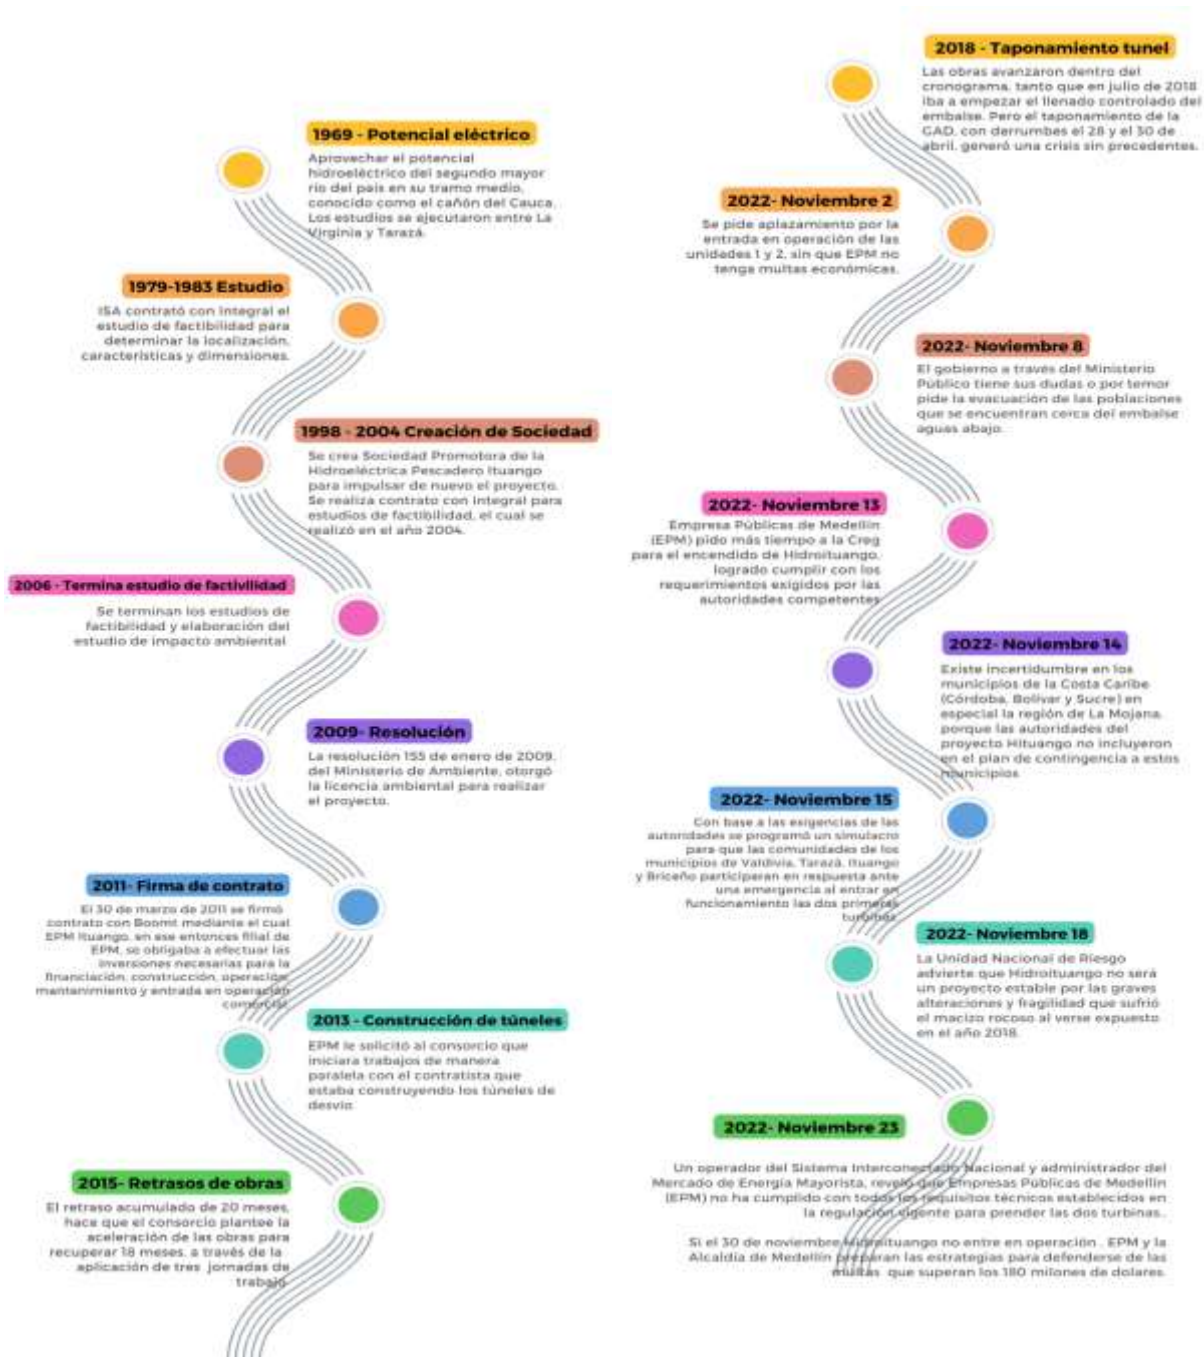 1969 - Potencial eléctrico
Aprovechar el potencial
hidroeléctrico del segundo mayor
río del país en su tramo medio,
conocido como el cañón del Cauca.
Los estudios se ejecutaron entre La
Virginia y Tarazá.
1979-1983 Estudio
ISA contrató con Integral el
estudio de factibilidad para
determinar la localización,
características y dimensiones.
1998 - 2004 Creación de Sociedad
Se crea Sociedad Promotora de la
Hidroeléctrica Pescadero Ituango
para impulsar de nuevo el proyecto.
Se realiza contrato con Integral para
estudios de factibilidad, el cual se
realizó en el año 2004.
2006 - Termina estudio de factivilidad
Se terminan los estudios de
factibilidad y elaboración del
estudio de impacto ambiental
2009- Resolución
La resolución 155 de enero de 2009,
del Ministerio de Ambiente, otorgó
la licencia ambiental para realizar
el proyecto.
2011- Firma de contrato
El 30 de marzo de 2011 se firmó
contrato con Boomt mediante el cual
EPM Ituango, en ese entonces filial de
EPM, se obligaba a efectuar las
inversiones necesarias para la
financiación, construcción, operación,
mantanimiento y entrada en operación
comercial.
2013 - Construcción de túneles
EPM le solicitó al consorcio que
iniciara trabajos de manera
paralela con el contratista que
estaba construyendo los túneles de
desvío.
2015- Retrasos de obras
El retraso acumulado de 20 meses,
hace que el consorcio plantee la
aceleración de las obras para
recuperar 18 meses, a través de la
aplicación de tres jornadas de
trabajo.
2018 - Taponamiento tunel
Las obras avanzaron dentro del
cronograma, tanto que en julio de 2018
iba a empezar el llenado controlado del
embalse. Pero el taponamiento de la
GAD, con derrumbes el 28 y el 30 de
abril, generó una crisis sin precedentes.
2022- Noviembre 2
Se pide aplazamiento por la
entrada en operación de las
unidades 1 y 2, sin que EPM no
tenga multas económicas.
2022- Noviembre 8
El gobierno a través del Ministerio
Público tiene sus dudas o por temor
pide la evacuación de las poblaciones
que se encuentran cerca del embalse
aguas abajo.
2022- Noviembre 13
Empresa Públicas de Medellín
(EPM) pido más tiempo a la Creg
para el encendido de Hidroituango,
logrado cumplir con los
requerimientos exigidos por las
autoridades competentes
2022- Noviembre 14
Existe incertidumbre en los
municipios de la Costa Caribe
(Córdoba, Bolívar y Sucre) en
especial la región de La Mojana,
porque las autoridades del
proyecto Hituango no incluyeron
en el plan de contingencia a estos
municipios
2022- Noviembre 15
Con base a las exigencias de las
autoridades se programó un simulacro
para que las comunidades de los
municipios de Valdivia, Tarazá, Ituango
y Briceño participaran en respuesta ante
una emergencia al entrar en
funcionamiento las dos primeras
turbinas.
2022- Noviembre 18
La Unidad Nacional de Riesgo
advierte que Hidroituango no será
un proyecto estable por las graves
alteraciones y fragilidad que sufrió
el macizo rocoso al verse expuesto
en el año 2018.
2022- Noviembre 23
Un operador del Sistema Interconectado Nacional y administrador del
Mercado de Energía Mayorista, reveló que Empresas Públicas de Medellín
(EPM) no ha cumplido con todos los requisitos técnicos establecidos en
la regulación vigente para prender las dos turbinas..
Si el 30 de noviembre Hidroituango no entre en operación , EPM y la
Alcaldía de Medellín preparan las estrategias para defenderse de las
multas que superan los 180 milones de dolares.